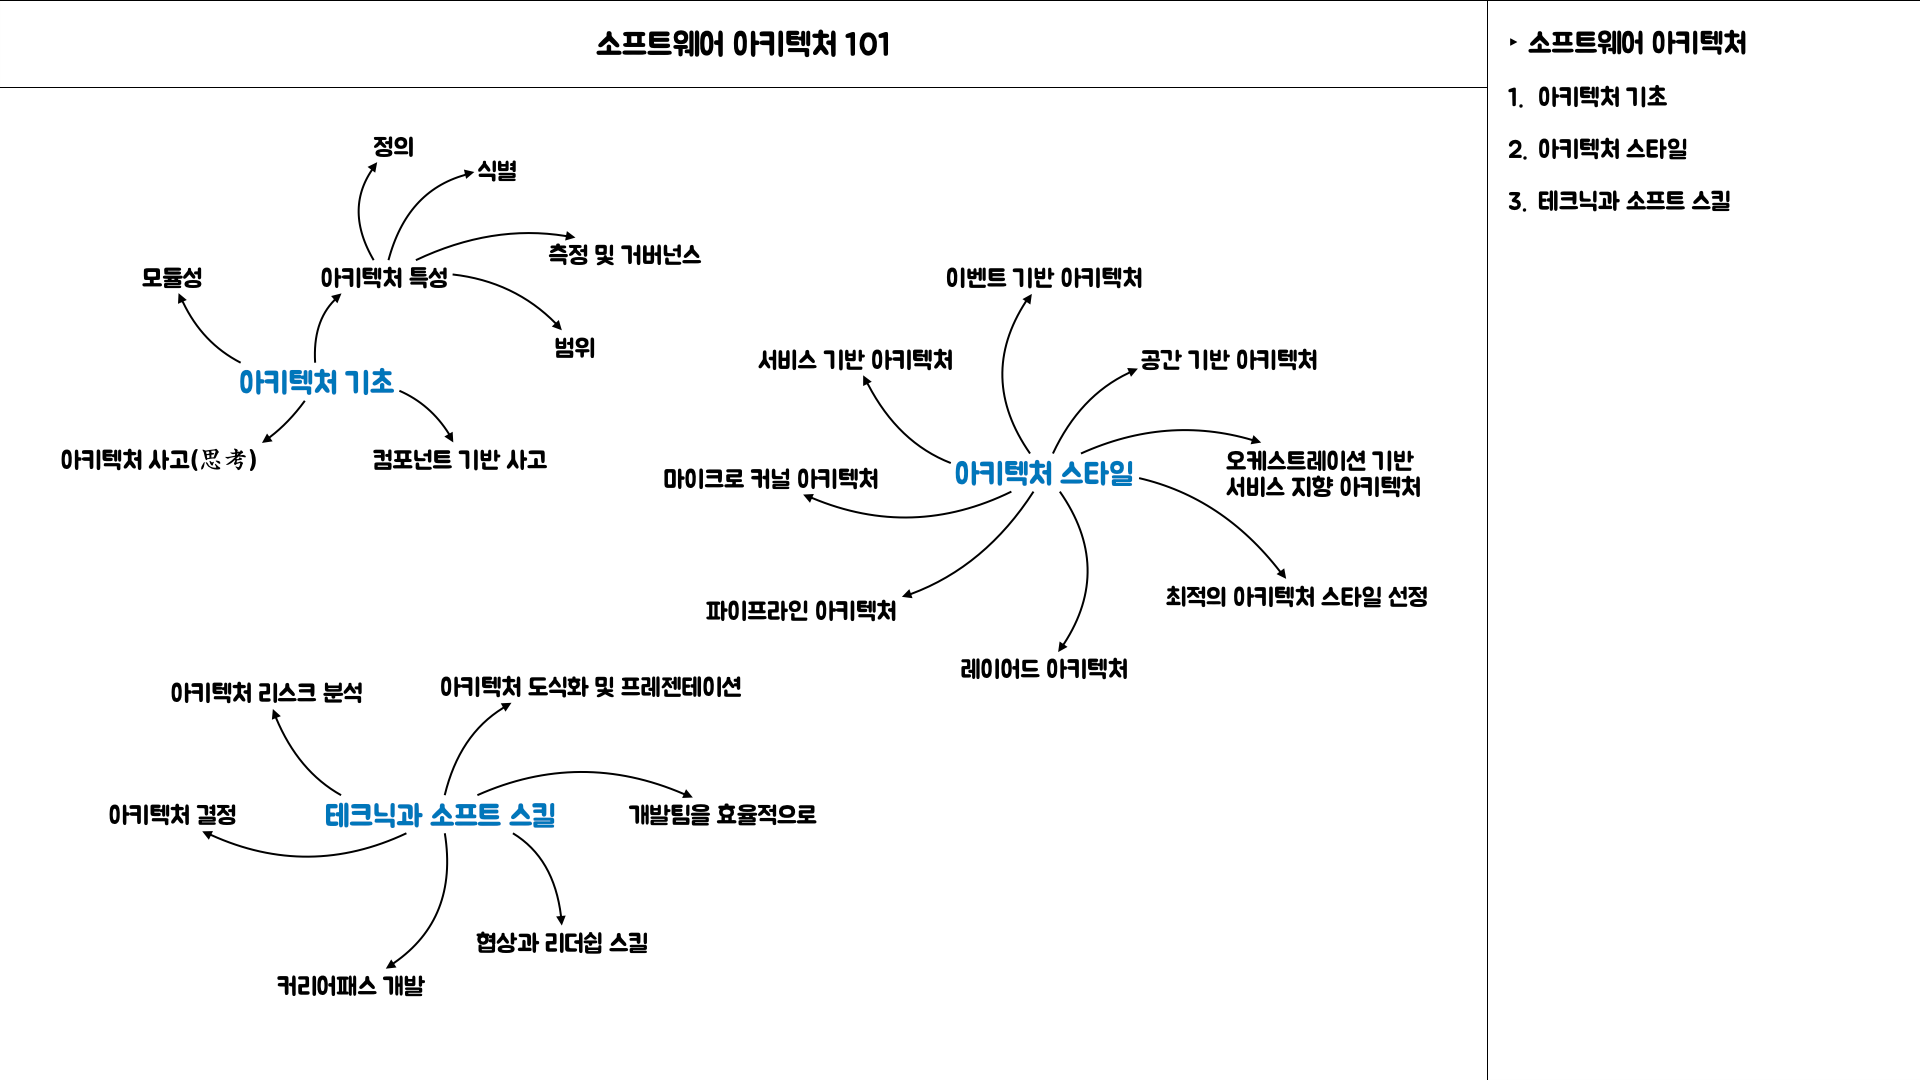 소프트웨어 아키텍처 101
정의
식별
측정 및 거버넌스
모듈성
아키텍처 특성
범위
아키텍처 기초
아키텍처 사고(思考)
컴포넌트 기반 사고
이벤트 기반 아키텍처
서비스 기반 아키텍처
공간 기반 아키텍처
마이크로 커널 아키텍처
아키텍처 스타일
오케스트레이션 기반
서비스 지향 아키텍처
파이프라인 아키텍처
최적의 아키텍처 스타일 선정
레이어드 아키텍처
아키텍처 리스크 분석
아키텍처 도식화 및 프레젠테이션
아키텍처 결정
테크닉과 소프트 스킬
개발팀을 효율적으로
협상과 리더쉽 스킬
커리어패스 개발
‣ 소프트웨어 아키텍처
1. 아키텍처 기초
2. 아키텍처 스타일
3. 테크닉과 소프트 스킬